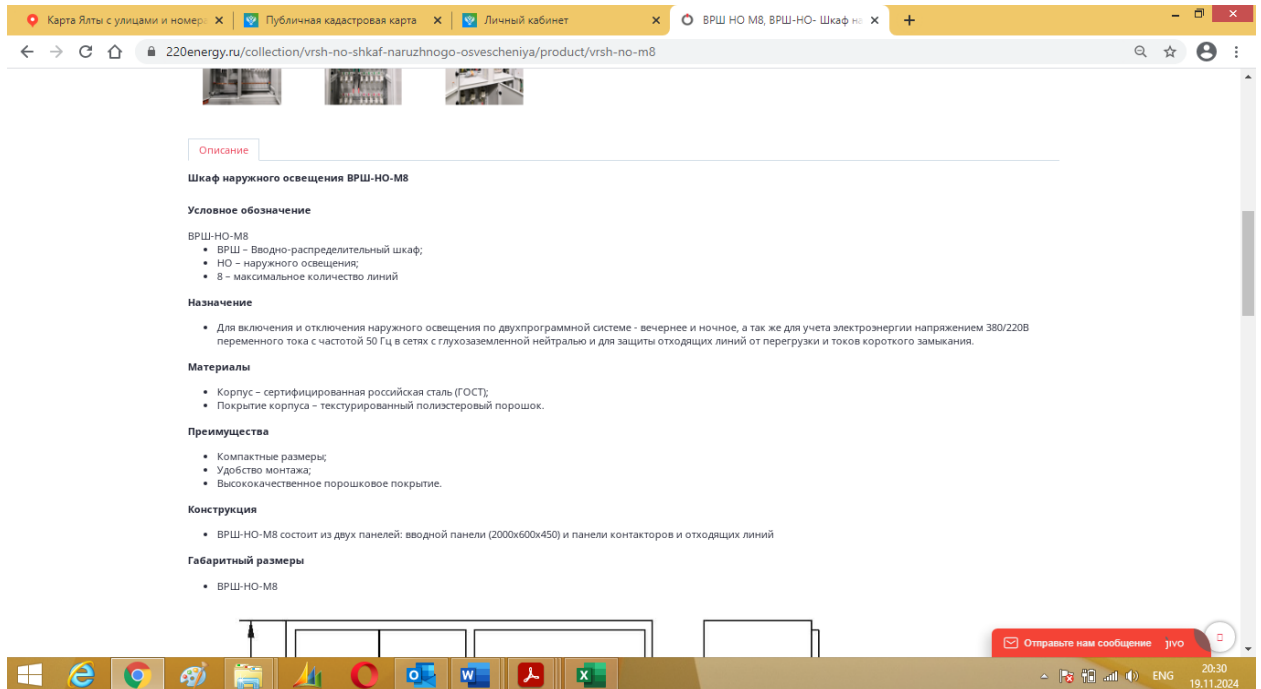 Карта Ялты с улицами и номера
Публичная кадастровая карта
Личный кабинет
ВРШ НО М8, ВРШ-НО- Шкаф на
220energy.ru/collection/vrsh-no-shkaf-naruzhnogo-osvescheniya/product/vrsh-no-m8
Описание
Шкаф наружного освещения ВРШ-НО-М8
Условное обозначение
ВРШ-НО-М8
• ВРШ – Вводно-распределительный шкаф;
• НО – наружного освещения;
• 8 – максимальное количество линий
Назначение
• Для включения и отключения наружного освещения по двухпрограммной системе - вечернее и ночное, а так же для учета электроэнергии напряжением 380/220В
переменного тока с частотой 50 Гц в сетях с глухозаземленной нейтралью и для защиты отходящих линий от перегрузки и токов короткого замыкания.
Материалы
• Корпус – сертифицированная российская сталь (ГОСТ);
• Покрытие корпуса – текстурированный полиэстеровый порошок.
Преимущества
• Компактные размеры;
• Удобство монтажа;
• Высококачественное порошковое покрытие.
Конструкция
• ВРШ-НО-М8 состоит из двух панелей: вводной панели (2000х600х450) и панели контакторов и отходящих линий
Габаритный размеры
• ВРШ-НО-М8
Отправьте нам сообщение jivo
ENG
20:30
19.11.2024